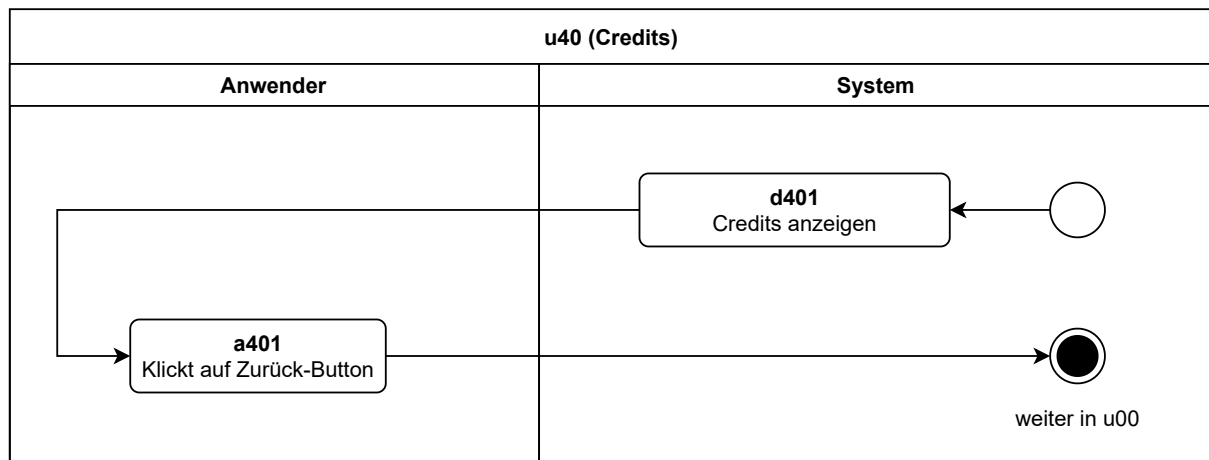 u40 (Credits)
Anwender
System
d401
Credits anzeigen
a401
Klickt auf Zurück-Button
weiter in u00